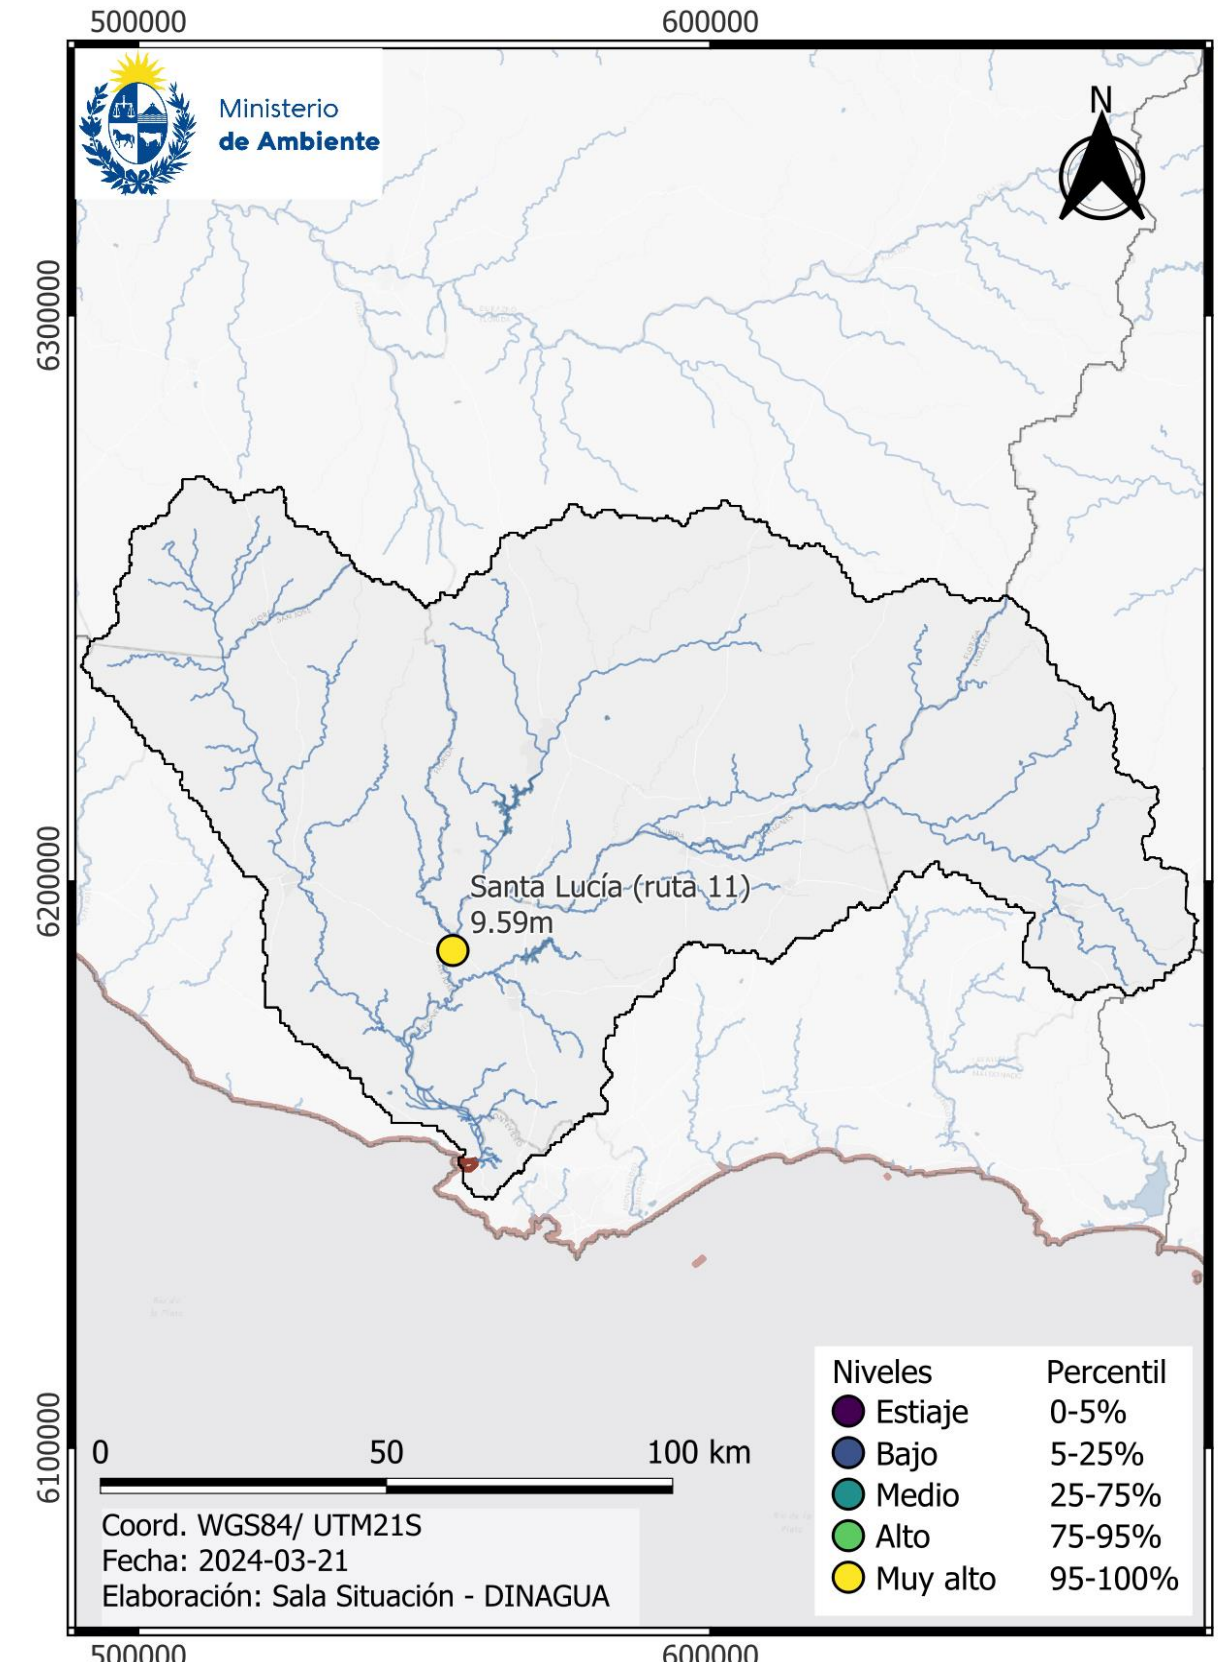 500000
600000
Ministerio
de Ambiente
N
6300000
6200000
6100000
Santa Lucía (ruta 11)
9.59m
Niveles Percentil
Estiaje 0-5%
Bajo 5-25%
Medio 25-75%
Alto 75-95%
Muy alto 95-100%
0 50 100 km
Coord. WGS84/ UTM21S
Fecha: 2024-03-21
Elaboración: Sala Situación - DINAGUA
500000
600000